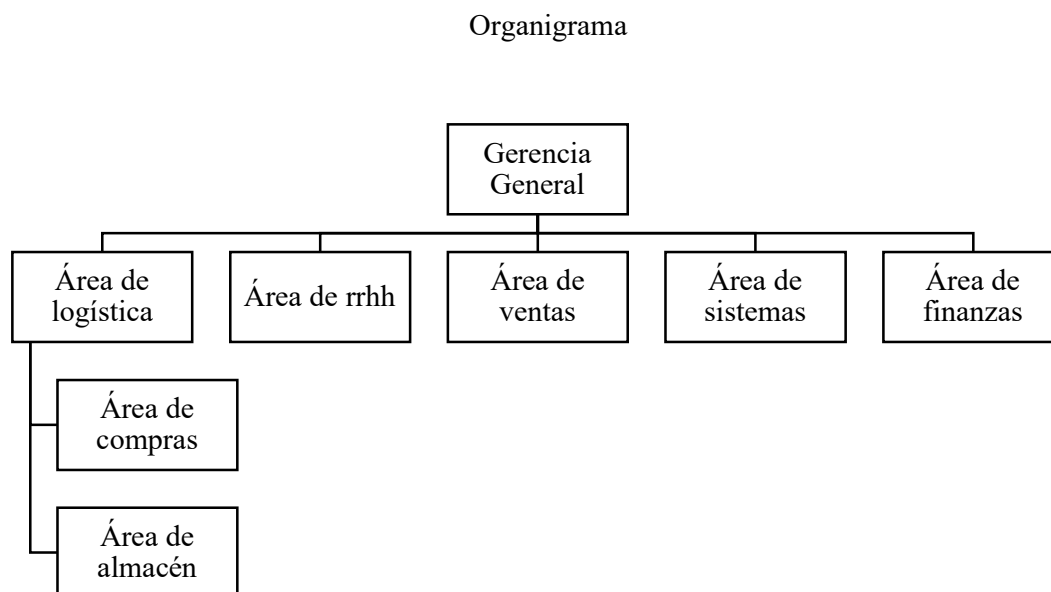 Organigrama
Gerencia
General
Área de
logística
Área de rrhh
Área de
ventas
Área de
sistemas
Área de
finanzas
Área de
compras
Área de
almacén